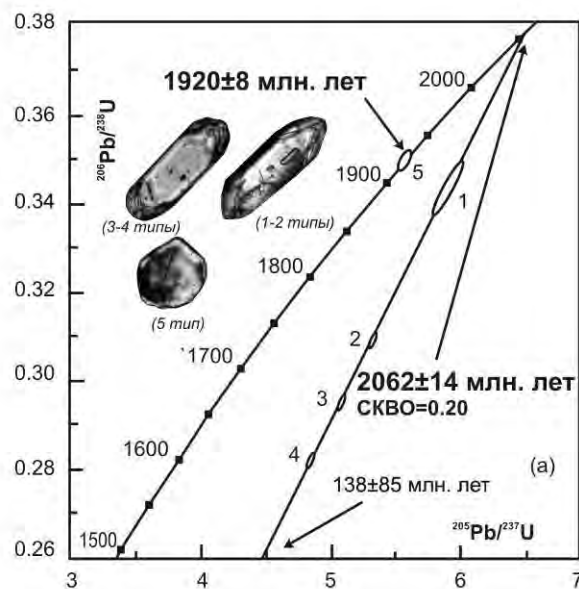 0.38
0.36
0.34
0.32
0.30
0.28
0.26
²⁰⁶Pb/²³⁸U
1920±8 млн. лет
2000
1900
5
1
(3-4 типы)
(1-2 типы)
1800
(5 тип)
1700
2
2062±14 млн. лет
СКВО=0.20
3
1600
4
(a)
138±85 млн. лет
1500
²⁰⁵Pb/²³⁷U
3
4
5
6
7